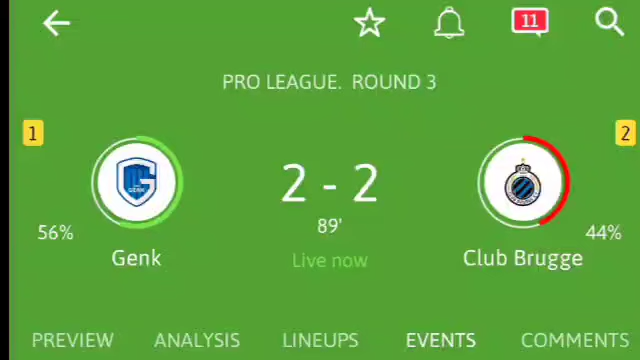 11
PRO LEAGUE. ROUND 3
1
2
GENK
2 - 2
89'
56%
44%
Genk
Live now
Club Brugge
PREVIEW ANALYSIS LINEUPS EVENTS COMMENTS